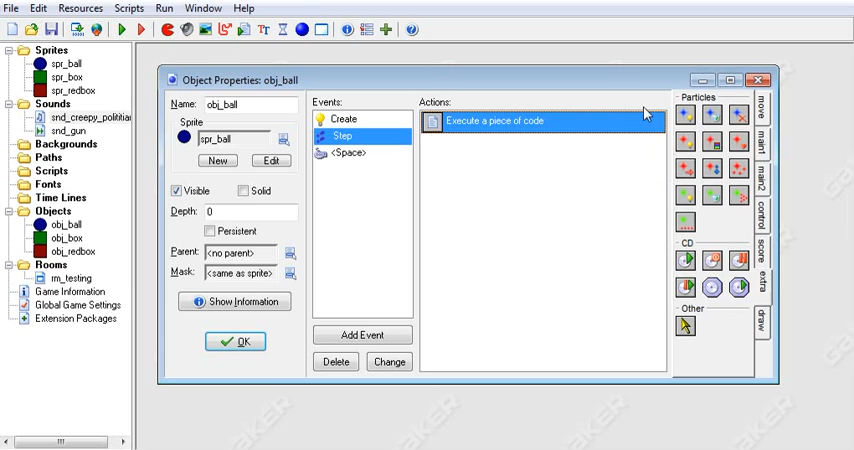 File Edit Resources Scripts Run Window Help
Sprites
spr_ball
spr_box
spr_redbox
Sounds
snd_creepy_politian
snd_gun
Backgrounds
Paths
Scripts
Fonts
Time Lines
Objects
obj_ball
obj_box
obj_redbox
Rooms
rm_testing
Game Information
Global Game Settings
Extension Packages
Object Properties: obj_ball
Name: obj_ball
Sprite
spr_ball
New Edit
Visible Solid
Depth: 0
Persistent
Parent: <no parent>
Mask: <same as sprite>
Show Information
OK
Events:
Create
Step
<Space>
Add Event
Delete Change
Actions:
Execute a piece of code
Particles
CD
Other
move
main1
main2
control
score
extra
draw